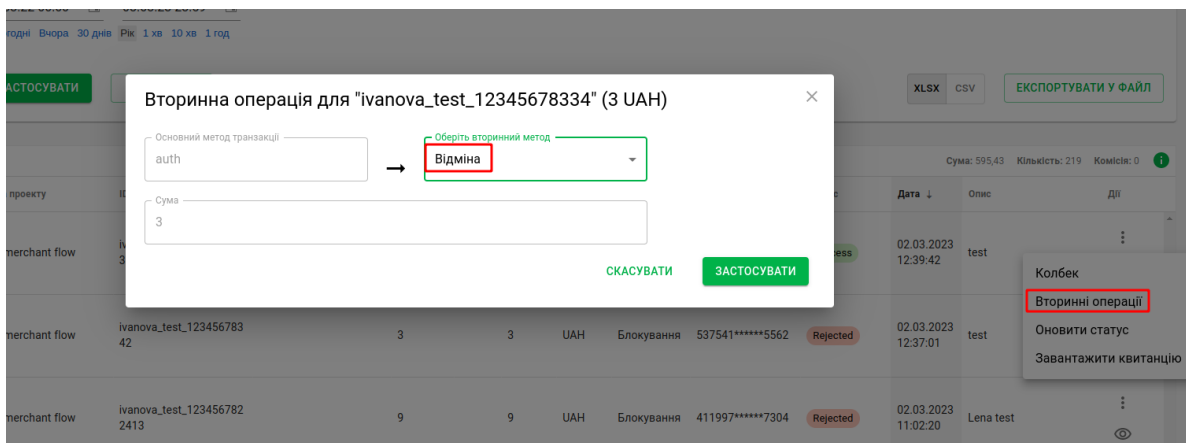 Вчора 30 днів Рік 1 хв 10 хв 1 год
XLSX CSV ЕКСПОРТУВАТИ У ФАЙЛ
Вторинна операція для "ivanova_test_12345678334" (3 UAH)
Основний метод транзакції
auth
Оберіть вторинний метод
Відміна
Сума
3
СКАСУВАТИ ЗАСТОСУВАТИ
Сума: 595,43 Кількість: 219 Комісія: 0
проекту Дата ↓ Опис Дії
merchant flow 02.03.2023 test
12:39:42
Колбек
Вторинні операції
Оновити статус
Завантажити квитанцію
merchant flow ivanova_test_123456783 3 3 UAH Блокування 537541******5562 Rejected 02.03.2023 test
42 12:37:01
merchant flow ivanova_test_123456782 9 9 UAH Блокування 411997******7304 Rejected 02.03.2023 Lena test
2413 11:02:20